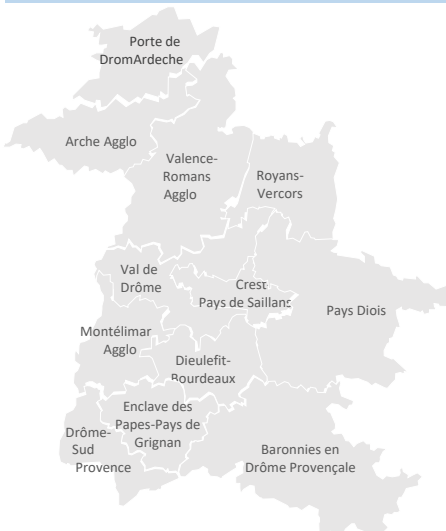 Porte de
DromArdeche
Arche Agglo
Valence-
Romans
Agglo
Royans-
Vercors
Val de
Drôme
Crest
Pays de Saillans
Pays Diois
Montélimar
Agglo
Dieulefit-
Bourdeaux
Enclave des
Papes-Pays de
Grignan
Drôme-
Sud
Provence
Baronnies en
Drôme Provençale